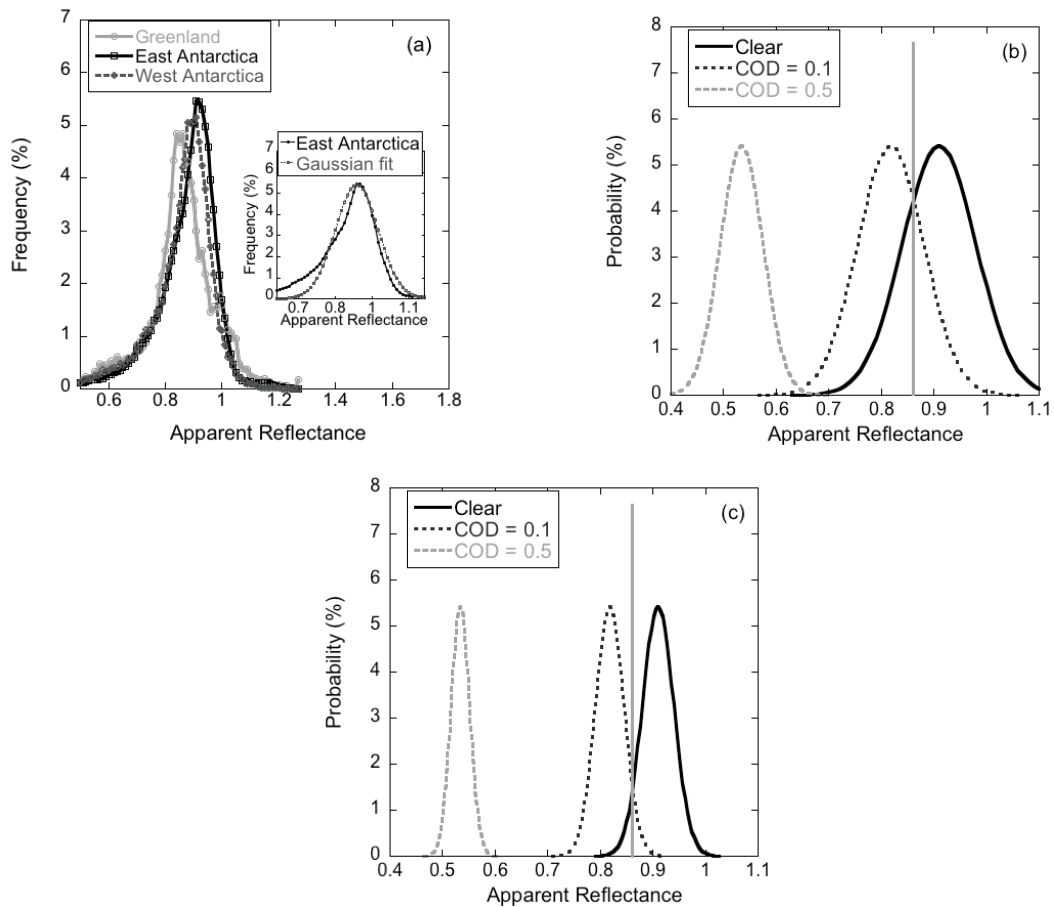 7
6
5
4
3
2
1
0
Frequency (%)
Greenland
East Antarctica
West Antarctica
(a)
East Antarctica
Gaussian fit
7
6
5
4
3
2
1
0
Frequency (%)
0.7 0.8 0.9 1 1.1
Apparent Reflectance
0.6 0.8 1 1.2 1.4 1.6 1.8
Apparent Reflectance
8
7
6
5
4
3
2
1
0
Probability (%)
Clear
COD = 0.1
COD = 0.5
(b)
0.4 0.5 0.6 0.7 0.8 0.9 1 1.1
Apparent Reflectance
8
7
6
5
4
3
2
1
0
Probability (%)
Clear
COD = 0.1
COD = 0.5
(c)
0.4 0.5 0.6 0.7 0.8 0.9 1 1.1
Apparent Reflectance